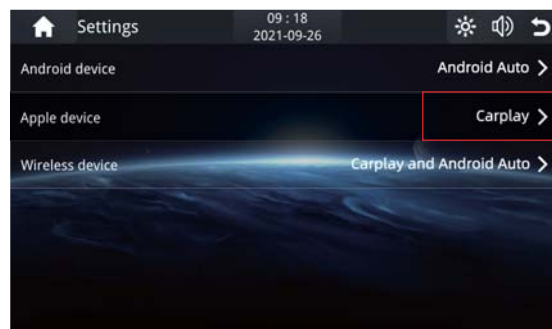 Settings
09 : 18
2021-09-26
Android device
Android Auto
Apple device
Carplay
Wireless device
Carplay and Android Auto